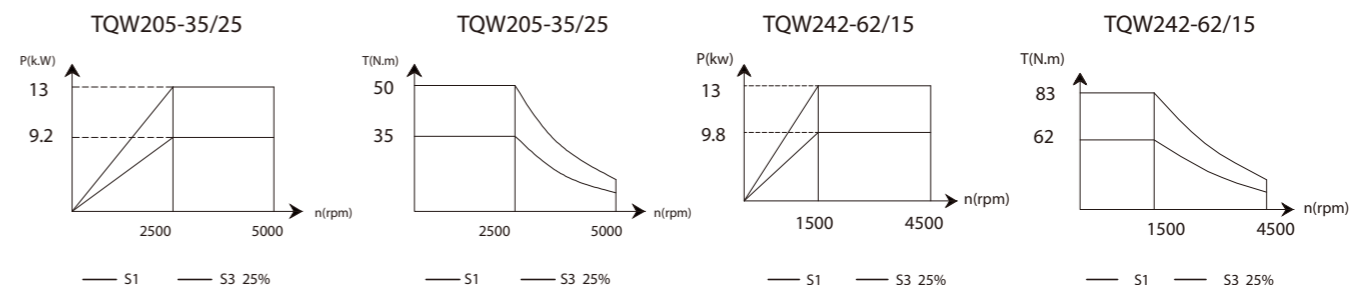 TQW205-35/25
P(k.W)
13
9.2
n(rpm)
2500
5000
S1
S3 25%
TQW205-35/25
T(N.m)
50
35
n(rpm)
2500
5000
S1
S3 25%
TQW242-62/15
P(kw)
13
9.8
n(rpm)
1500
4500
S1
S3 25%
TQW242-62/15
T(N.m)
83
62
n(rpm)
1500
4500
S1
S3 25%